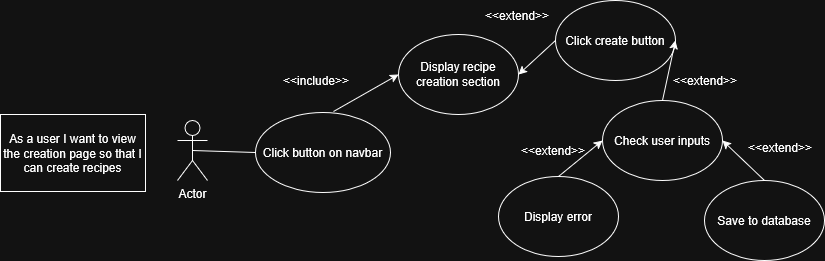 <<extend>>
Click create button
Display recipe
creation section
<<include>>
<<extend>>
As a user I want to view
the creation page so that I
can create recipes
Actor
Click button on navbar
Check user inputs
<<extend>>
<<extend>>
Display error
Save to database